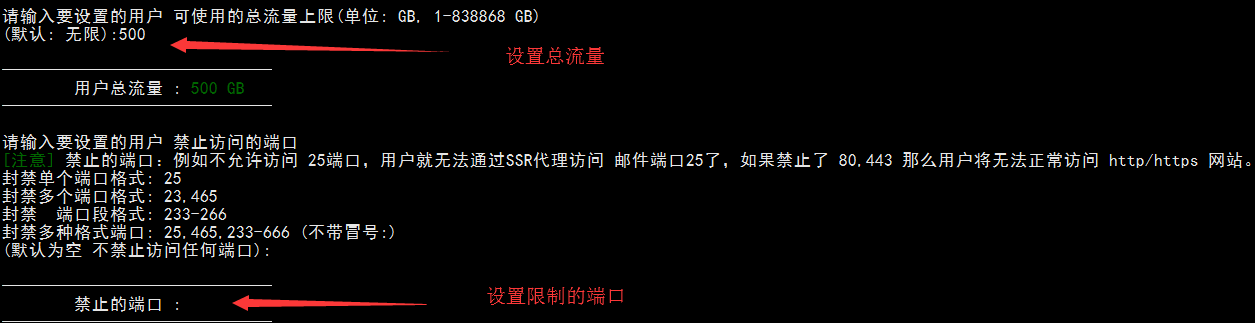 请输入要设置的用户 可使用的总流量上限(单位: GB, 1-838868 GB)
(默认: 无限):500
设置总流量
用户总流量 : 500 GB
请输入要设置的用户 禁止访问的端口
[注意] 禁止的端口：例如不允许访问 25端口，用户就无法通过SSR代理访问 邮件端口25了，如果禁止了 80,443 那么用户将无法正常访问 http/https 网站。
封禁单个端口格式: 25
封禁多个端口格式: 23,465
封禁  端口段格式: 233-266
封禁多种格式端口: 25,465,233-666 (不带冒号:)
(默认为空 不禁止访问任何端口):
禁止的端口 :
设置限制的端口